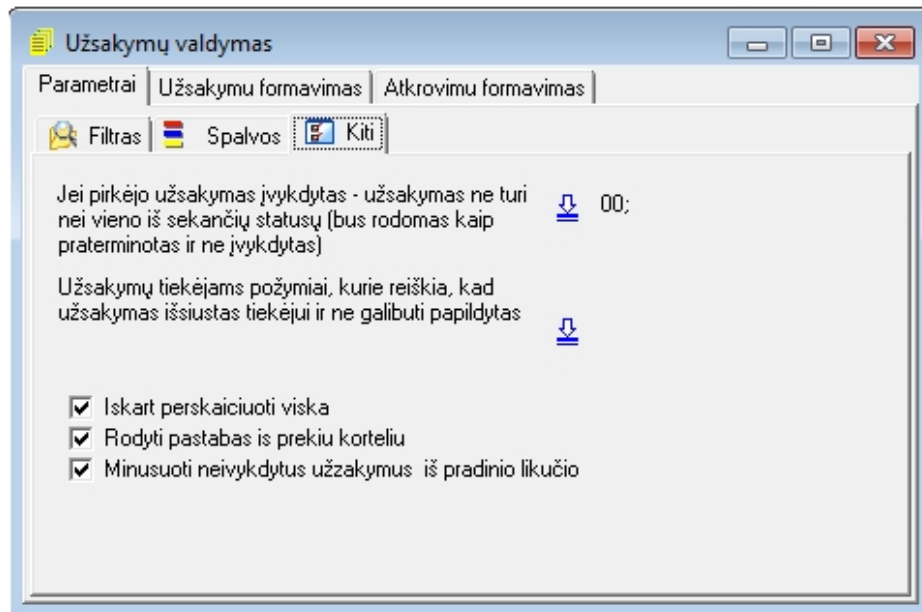 Užsakymų valdymas
Parametrai Užsakymu formavimas Atkrovimu formavimas
Filtras Spalvos Kiti
Jei pirkėjo užsakymas įvykdytas - užsakymas ne turi
nei vieno iš sekančių statusų (bus rodomas kaip
praterminotas ir ne įvykdytas)
00;
Užsakymų tiekėjams požymiai, kurie reiškia, kad
užsakymas išsiustas tiekėjui ir ne galibuti papildytas
Iskart perskaiciuoti viska
Rodyti pastabas is prekiu korteliu
Minusuoti neivykdytus užzakymus iš pradinio likučio